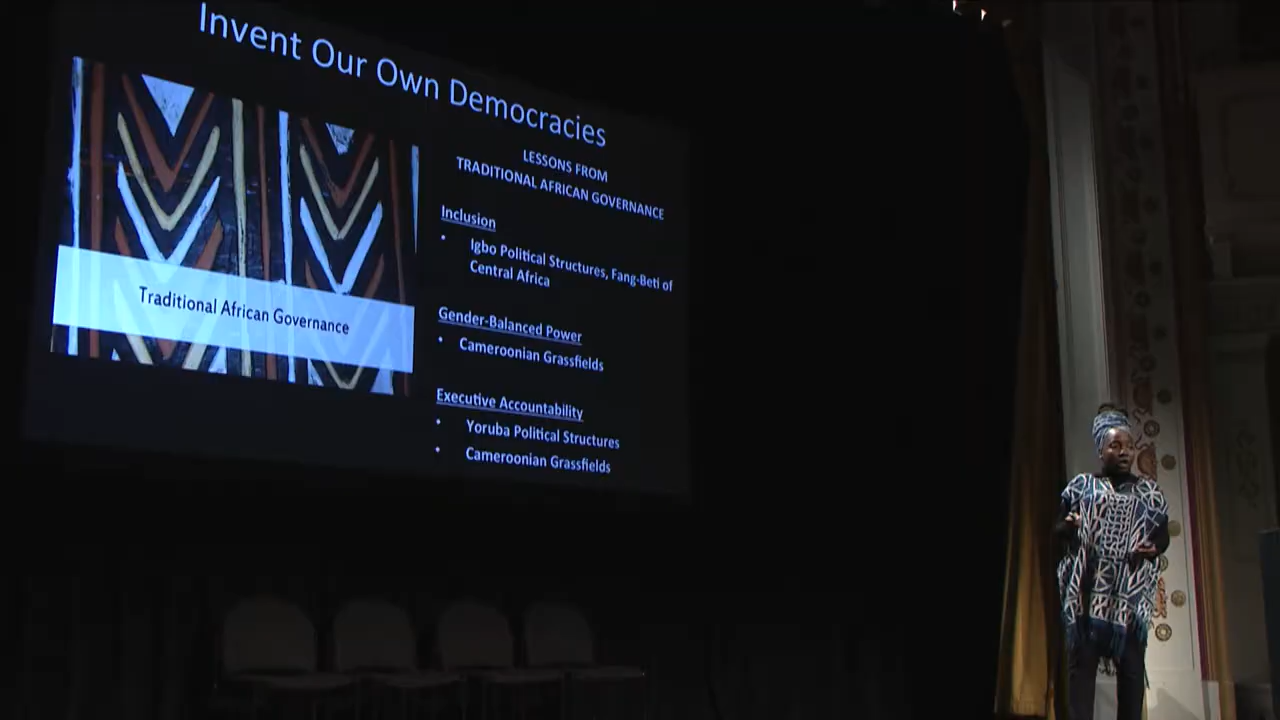 Invent Our Own Democracies
Traditional African Governance
LESSONS FROM
TRADITIONAL AFRICAN GOVERNANCE
Inclusion
• Igbo Political Structures, Fang-Beti of
Central Africa
Gender-Balanced Power
• Cameroonian Grassfields
Executive Accountability
• Yoruba Political Structures
• Cameroonian Grassfields